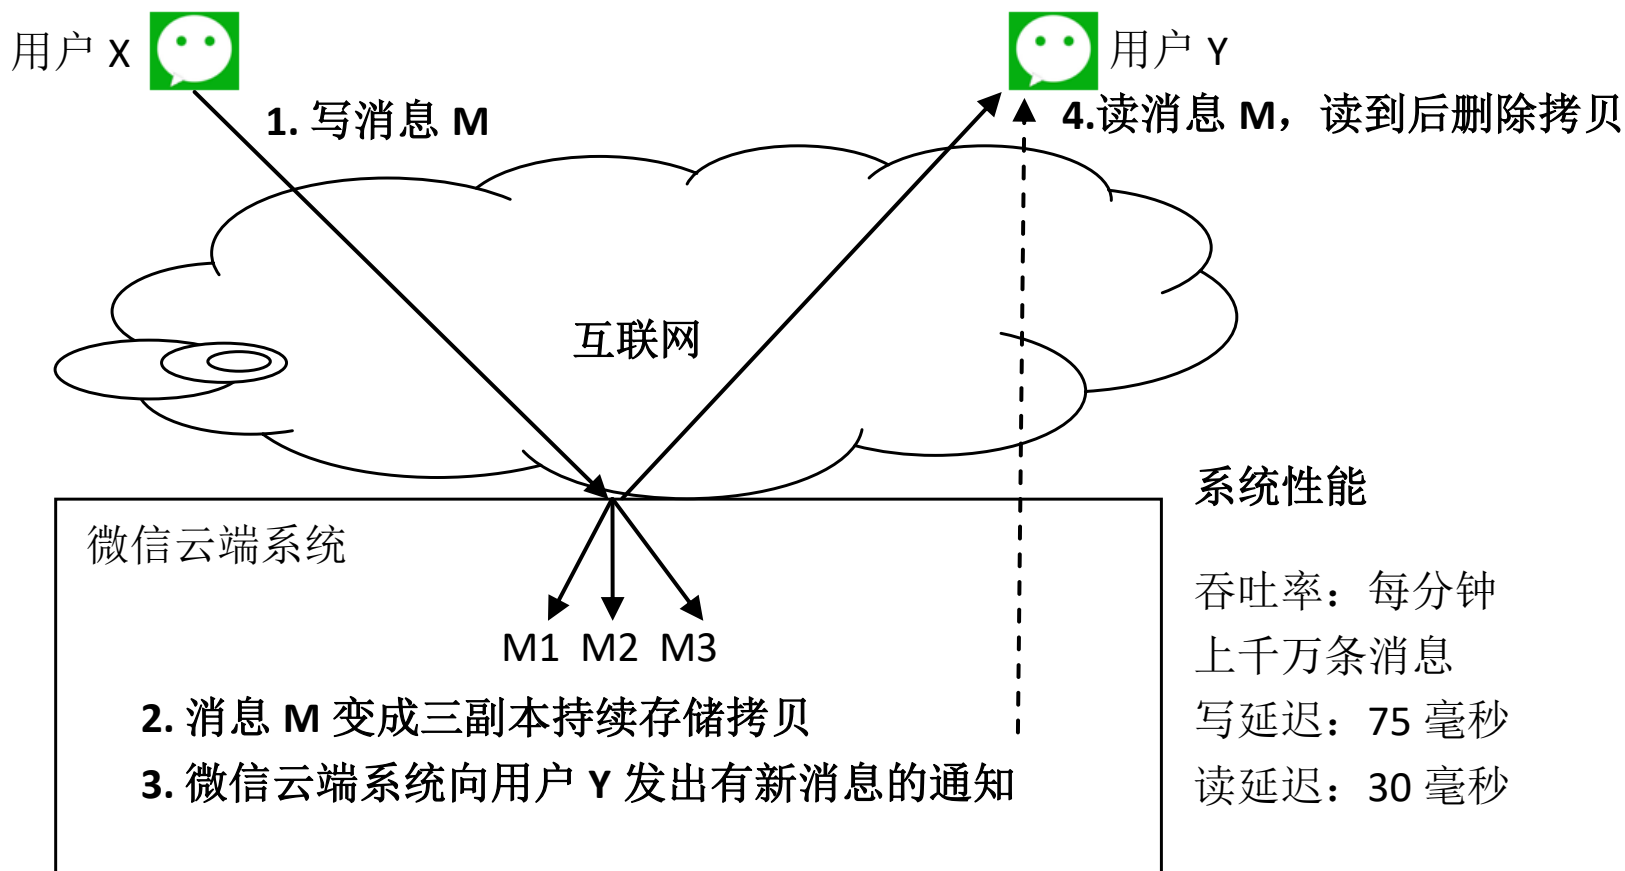 用户 X
用户 Y
1. 写消息 M
4.读消息 M，读到后删除拷贝
互联网
微信云端系统
M1 M2 M3
2. 消息 M 变成三副本持续存储拷贝
3. 微信云端系统向用户 Y 发出有新消息的通知
系统性能
吞吐率：每分钟
上千万条消息
写延迟：75 毫秒
读延迟：30 毫秒